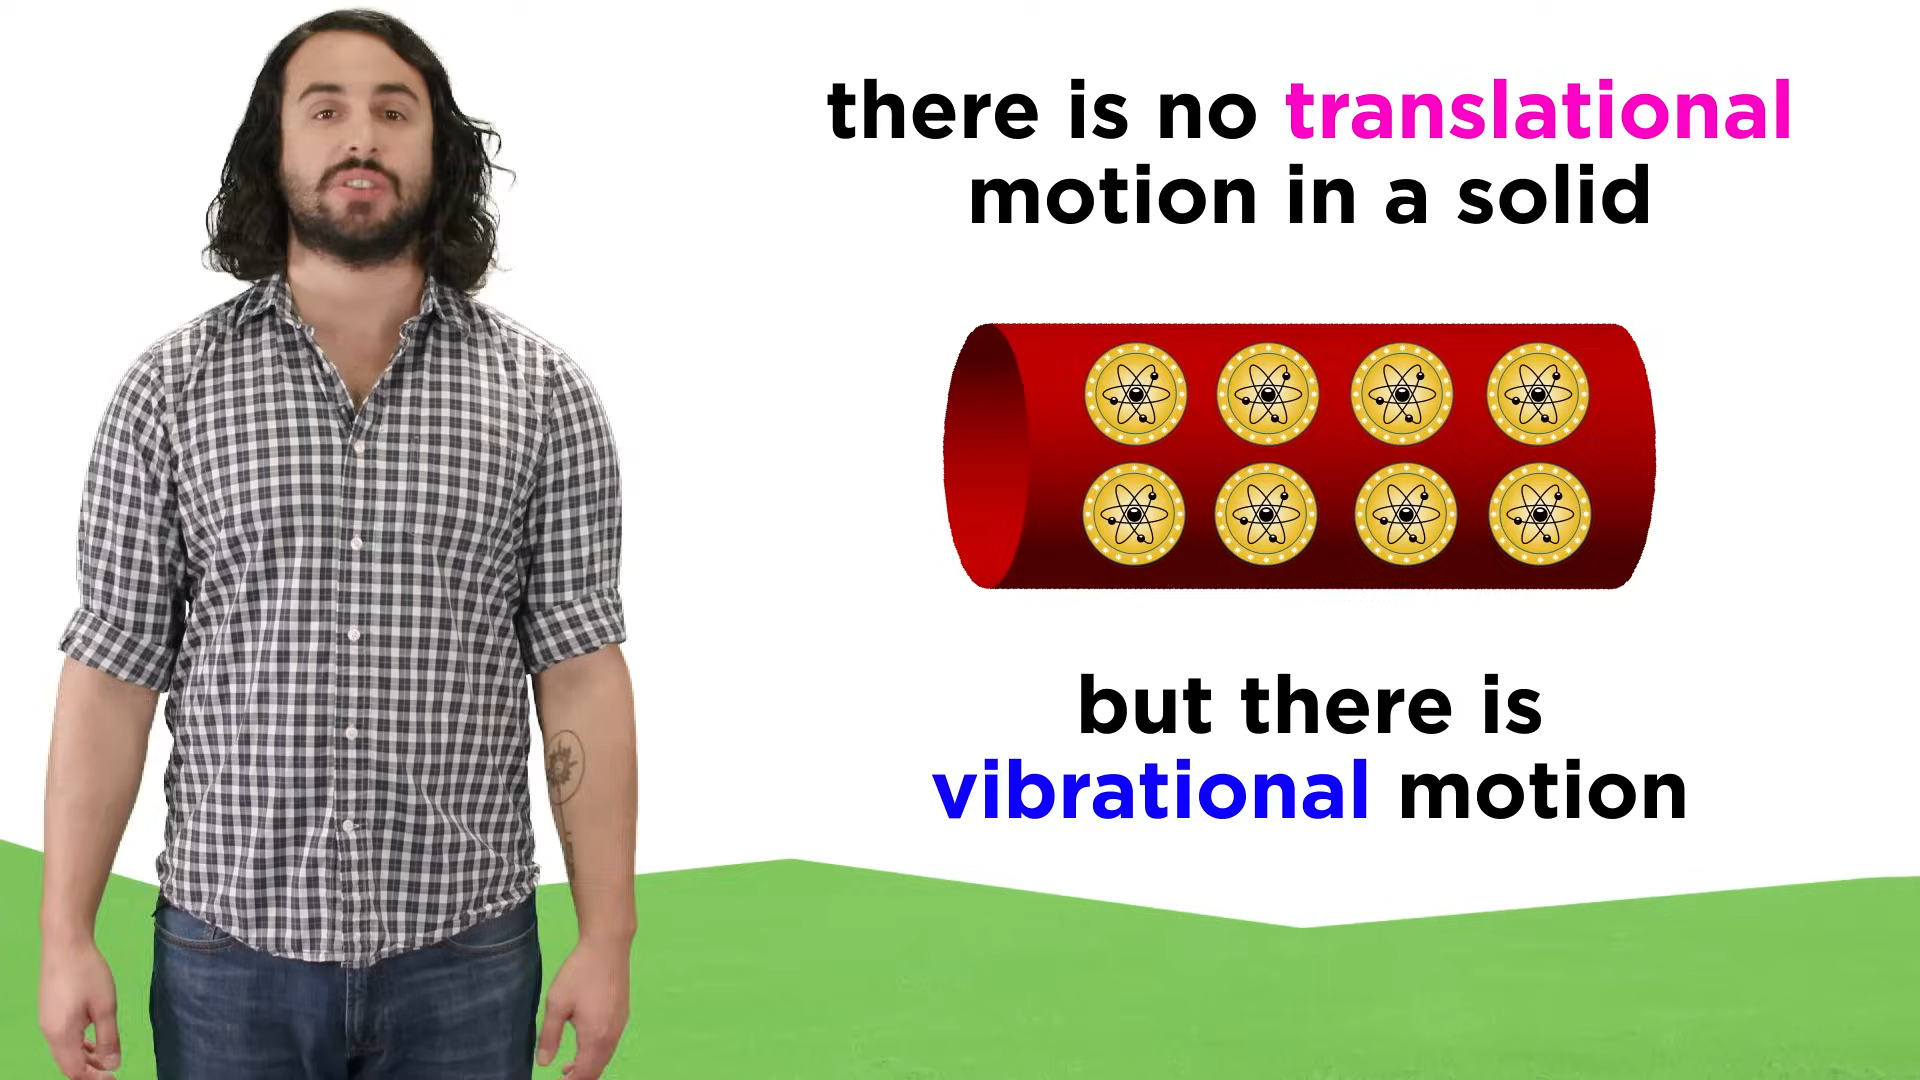 there is no translational
motion in a solid
but there is
vibrational motion